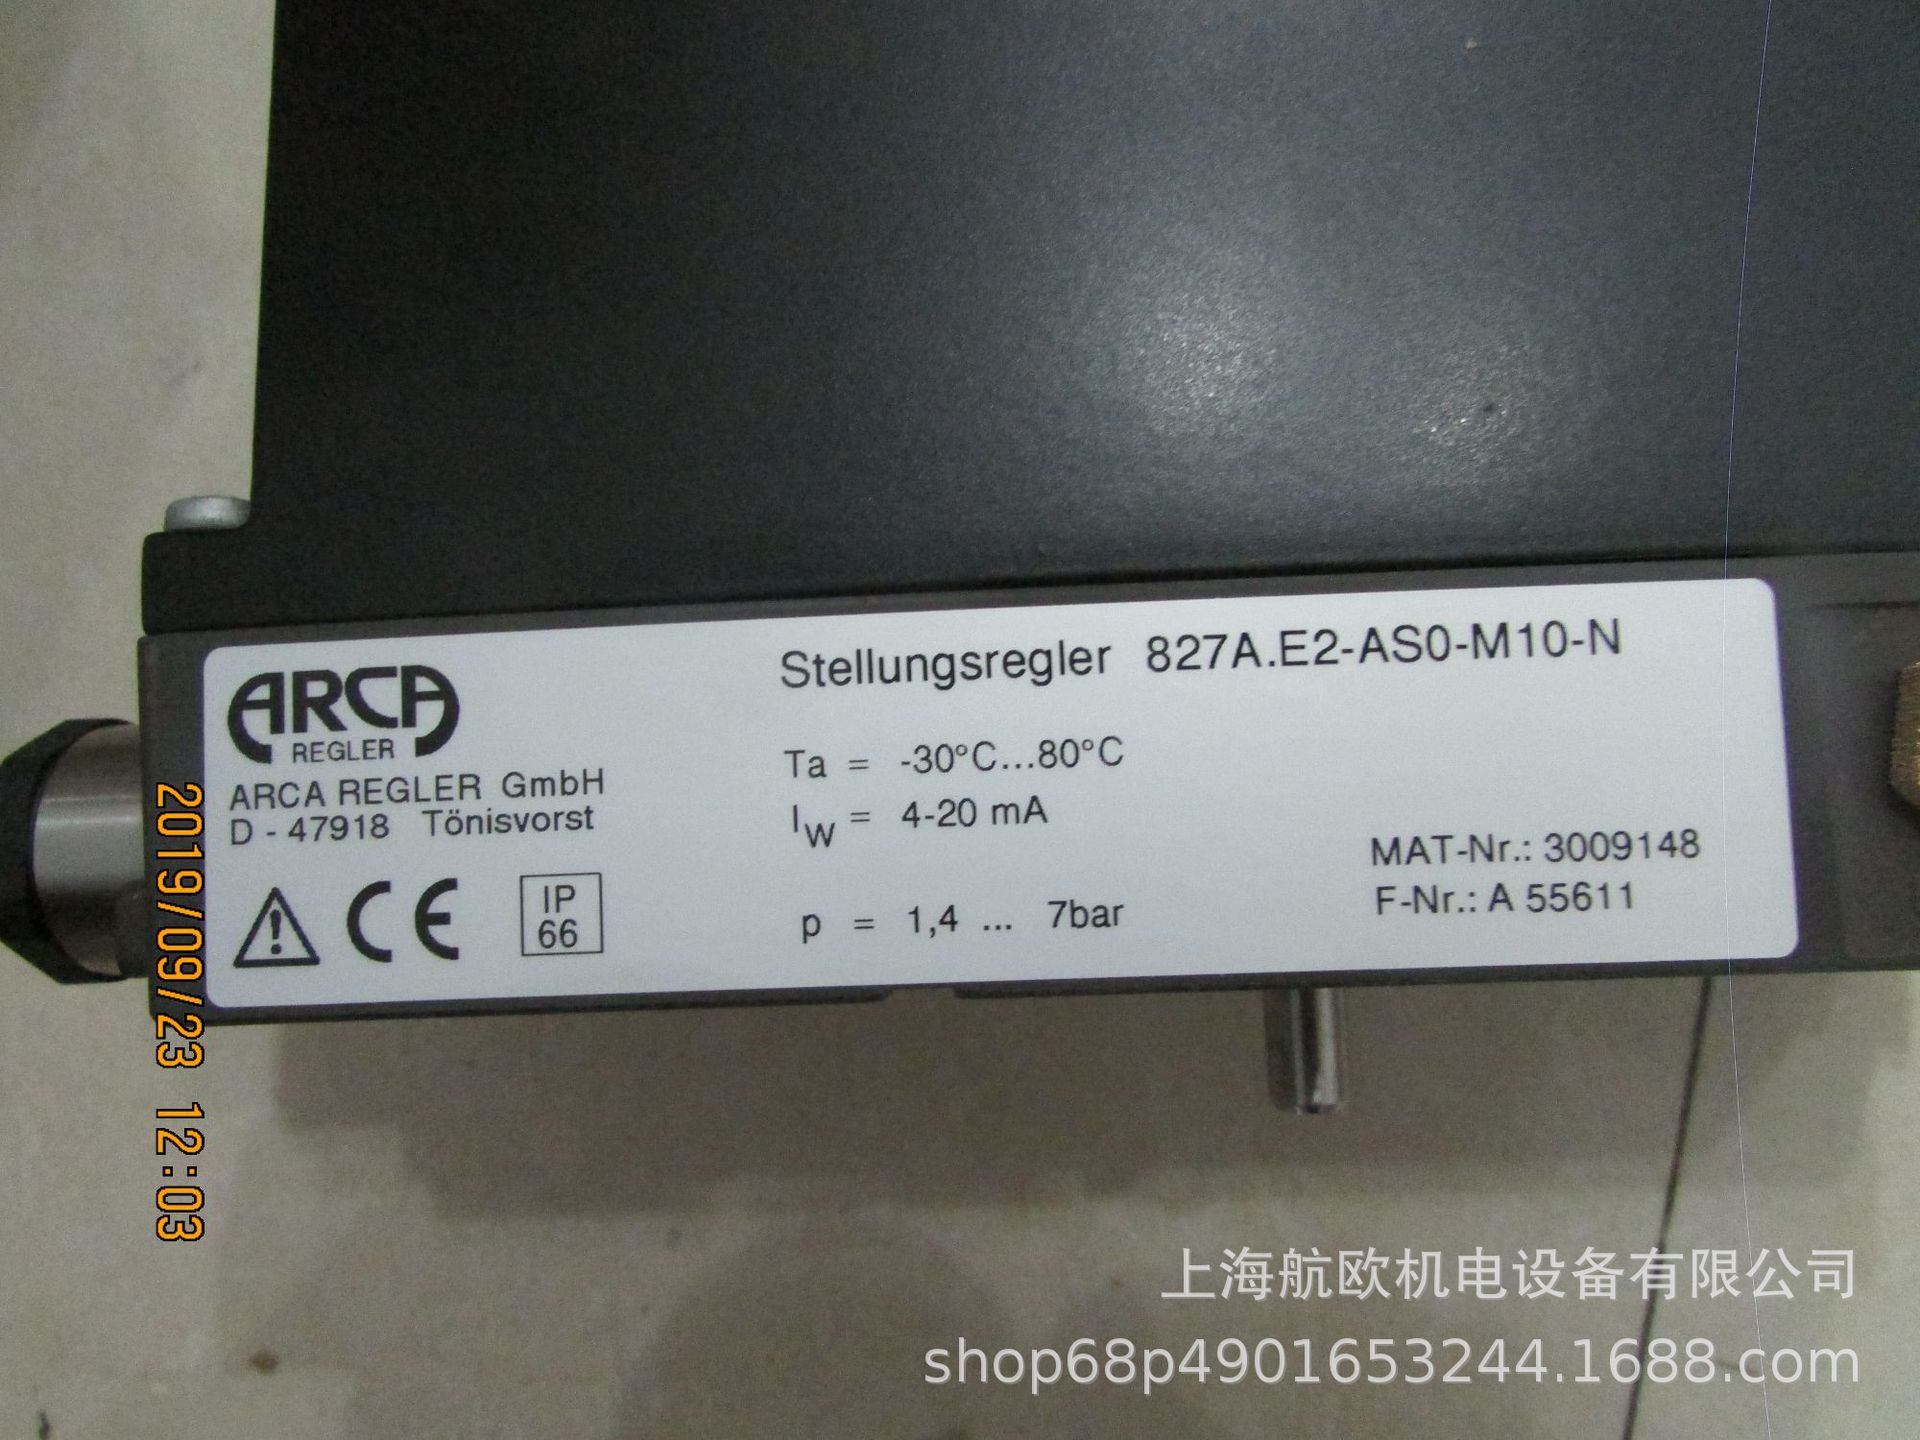 ARCA
REGLER
ARCA REGLER GmbH
D - 47918 Tönisvorst
CE
IP
66
Stellungsregler 827A.E2-AS0-M10-N
Ta = -30°C...80°C
IW = 4-20 mA
p = 1,4 ... 7bar
MAT-Nr.: 3009148
F-Nr.: A 55611
2019/09/23 12:03
上海航欧机电设备有限公司
shop68p4901653244.1688.com